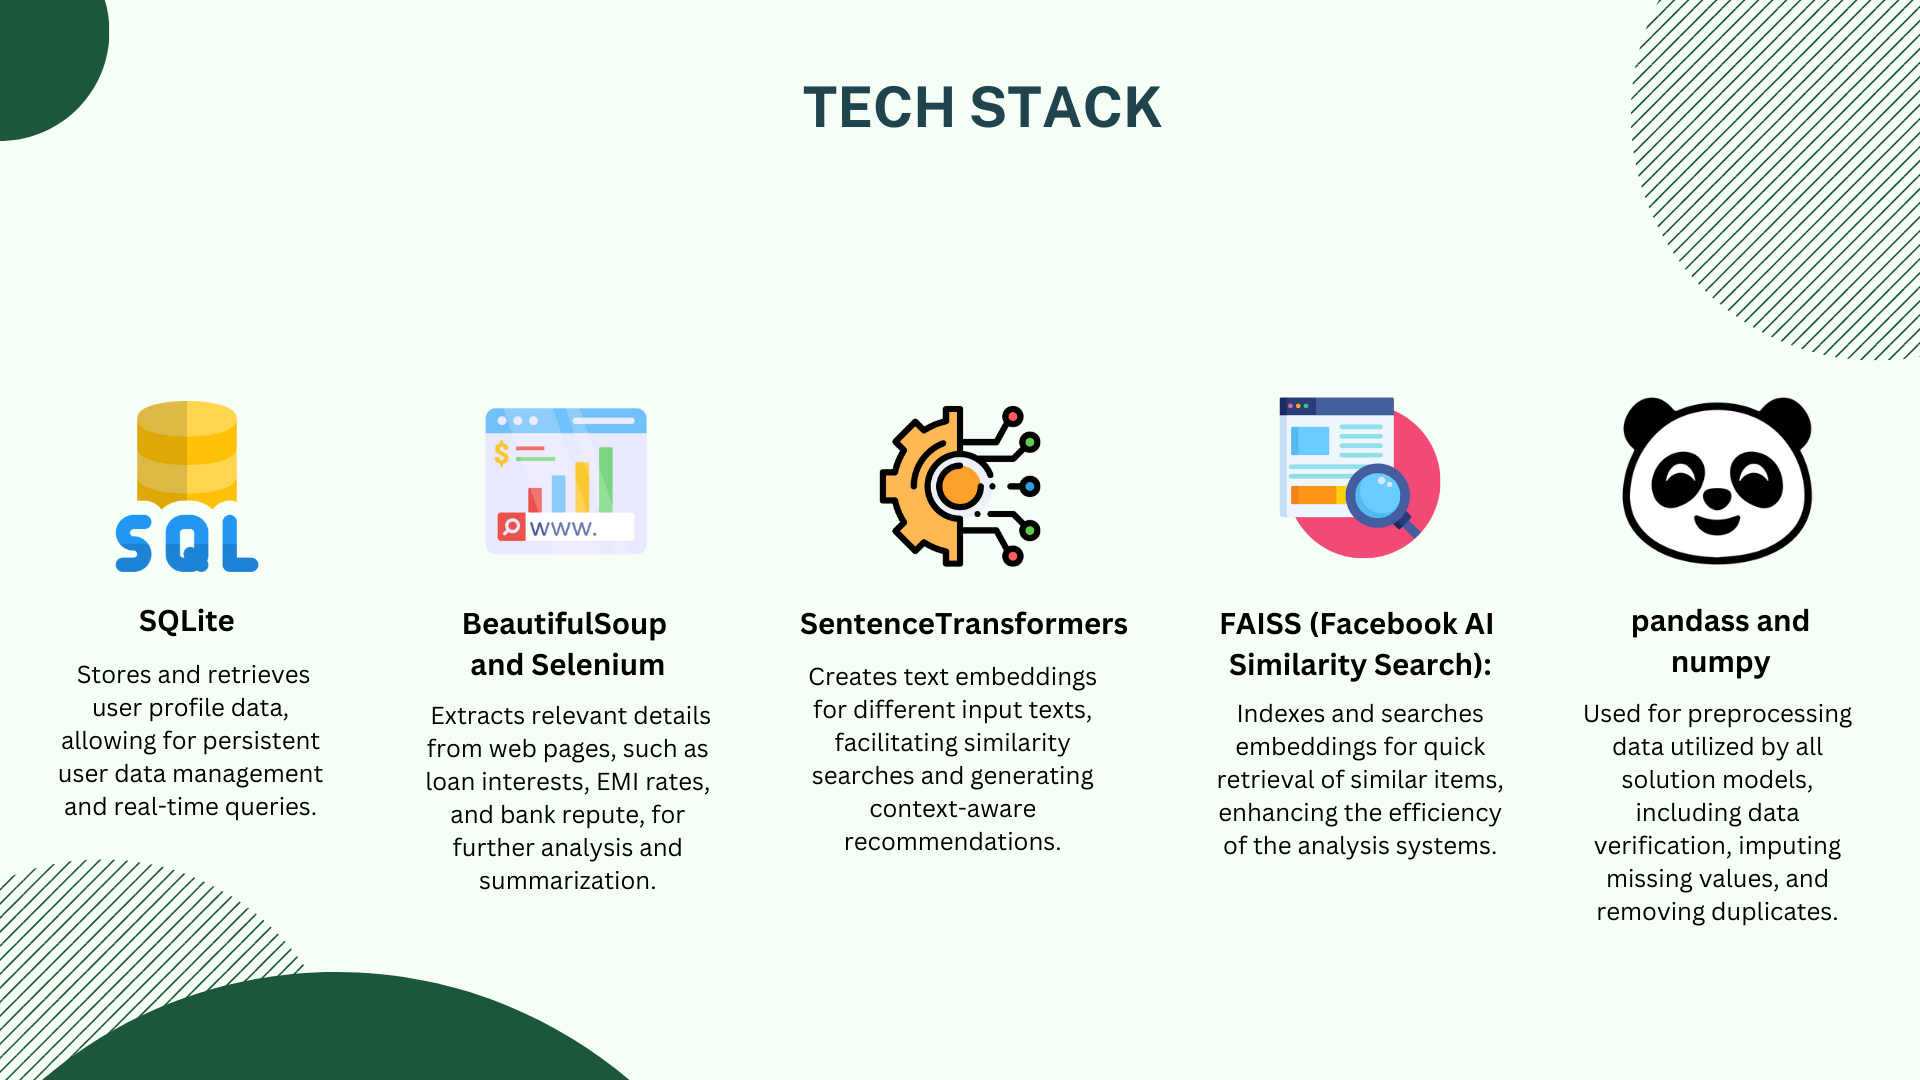 TECH STACK
SQL
SQLite
Stores and retrieves
user profile data,
allowing for persistent
user data management
and real-time queries.
$
www.
BeautifulSoup
and Selenium
Extracts relevant details
from web pages, such as
loan interests, EMI rates,
and bank repute, for
further analysis and
summarization.
SentenceTransformers
Creates text embeddings
for different input texts,
facilitating similarity
searches and generating
context-aware
recommendations.
FAISS (Facebook AI
Similarity Search):
Indexes and searches
embeddings for quick
retrieval of similar items,
enhancing the efficiency
of the analysis systems.
pandass and
numpy
Used for preprocessing
data utilized by all
solution models,
including data
verification, imputing
missing values, and
removing duplicates.